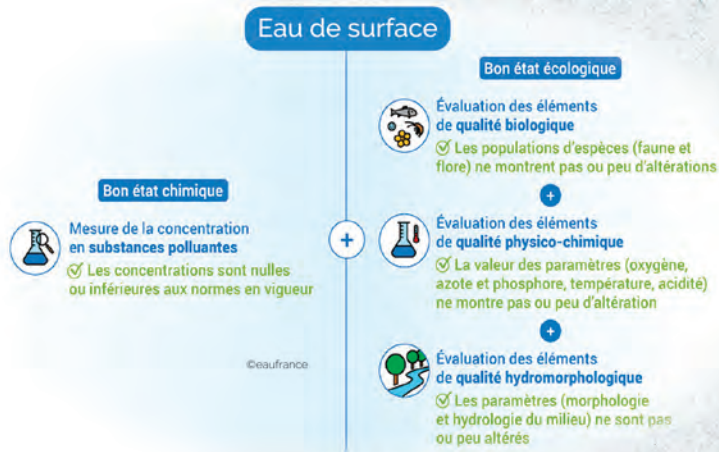 Eau de surface
Bon état chimique
Mesure de la concentration
en substances polluantes
Les concentrations sont nulles
ou inférieures aux normes en vigueur
©eaufrance
+
Bon état écologique
Évaluation des éléments
de qualité biologique
Les populations d'espèces (faune et
flore) ne montrent pas ou peu d'altérations
+
Évaluation des éléments
de qualité physico-chimique
La valeur des paramètres (oxygène,
azote et phosphore, température, acidité)
ne montre pas ou peu d'altération
+
Évaluation des éléments
de qualité hydromorphologique
Les paramètres (morphologie
et hydrologie du milieu) ne sont pas
ou peu altérés